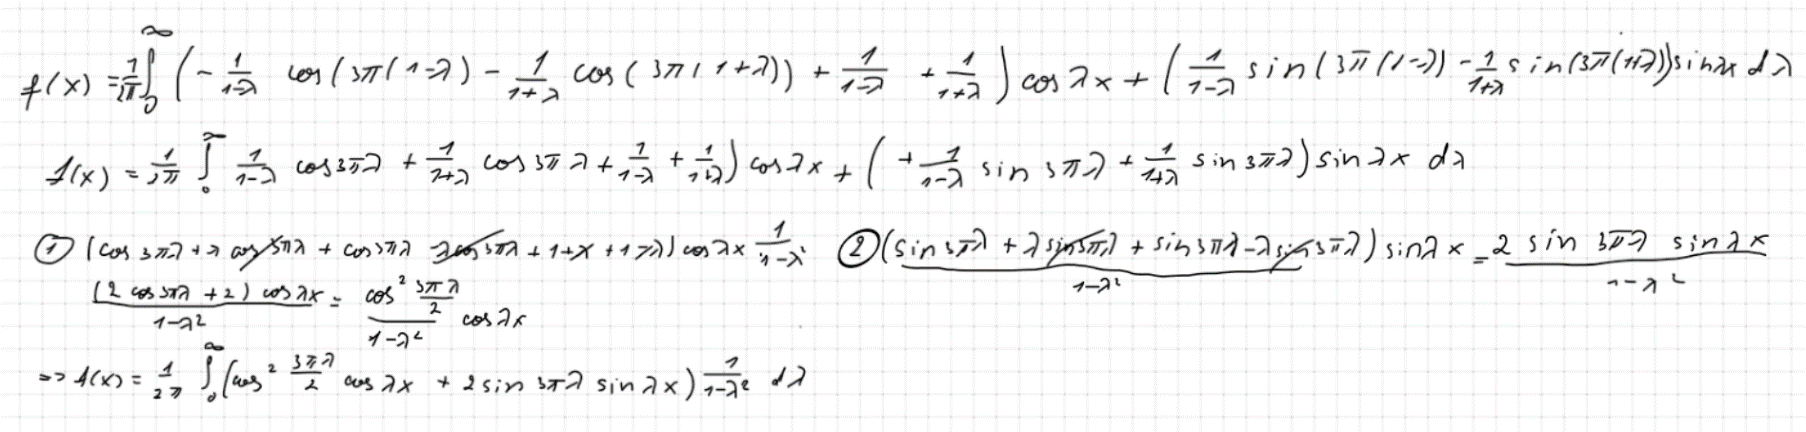 f(x) = 1/2π ∫₀^∞ (- 1/1-λ cos(3π(1-λ) - 1/1+λ cos(3π(1+λ)) + 1/1-λ + 1/1+λ) cos λx + (1/1-λ sin(3π(1-λ)) - 1/1+λ sin(3π(1+λ)) sin λx dλ
f(x) = 1/2π ∫₀^∞ 1/1-λ cos 3πλ + 1/1+λ cos 3πλ + 1/1-λ + 1/1+λ) cos λx + (+ 1/1-λ sin 3πλ + 1/1+λ sin 3πλ) sin λx dλ
① (cos 3πλ + λ cos 3πλ + cos 3πλ - λ cos 3πλ + 1+λ + 1-λ) cos λx 1/1-λ² ② (sin 3πλ + λ sin 3πλ + sin 3πλ - λ sin 3πλ) sin λx / 1-λ² = 2 sin 3πλ sin λx / 1-λ²
(2 cos 3πλ + 2) cos λx / 1-λ² = cos² 3πλ/2 / 1-λ² cos λx
=> f(x) = 1/2π ∫₀^∞ (cos² 3πλ/2 cos λx + 2 sin 3πλ sin λx) 1/1-λ² dλ